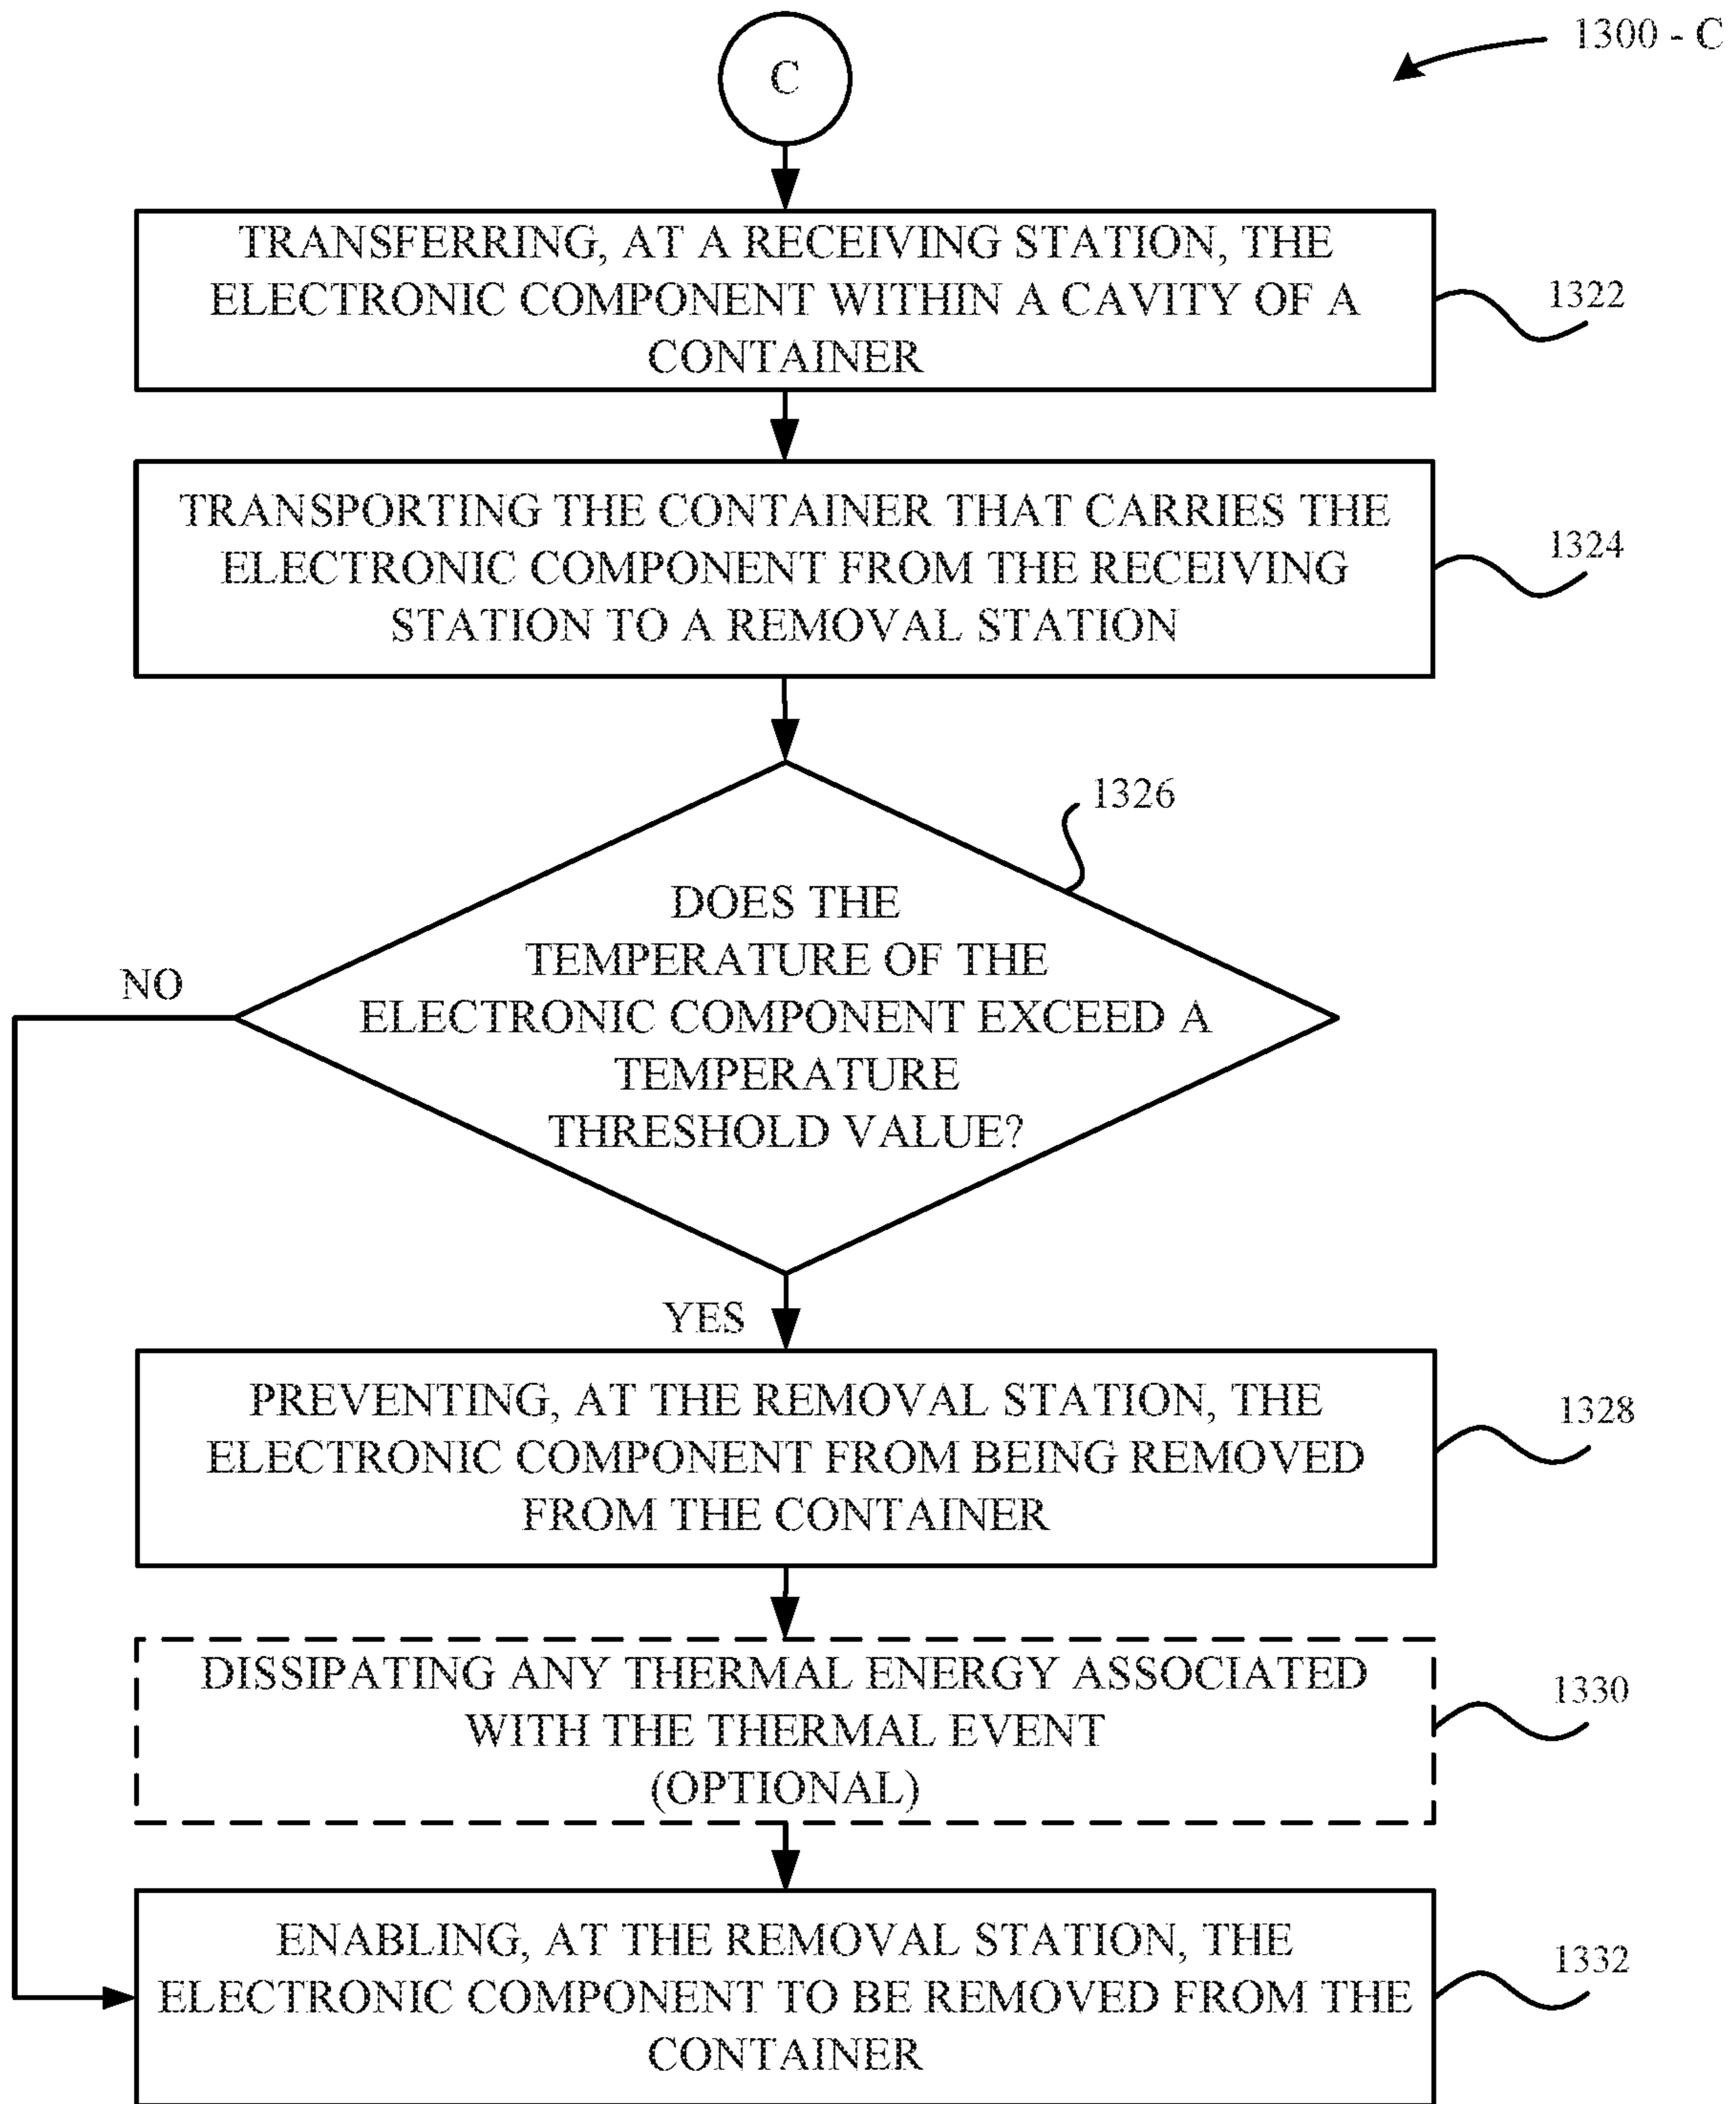 1300 - C
C
TRANSFERRING, AT A RECEIVING STATION, THE
ELECTRONIC COMPONENT WITHIN A CAVITY OF A
CONTAINER
1322
TRANSPORTING THE CONTAINER THAT CARRIES THE
ELECTRONIC COMPONENT FROM THE RECEIVING
STATION TO A REMOVAL STATION
1324
1326
DOES THE
TEMPERATURE OF THE
ELECTRONIC COMPONENT EXCEED A
TEMPERATURE
THRESHOLD VALUE?
NO
YES
PREVENTING, AT THE REMOVAL STATION, THE
ELECTRONIC COMPONENT FROM BEING REMOVED
FROM THE CONTAINER
1328
DISSIPATING ANY THERMAL ENERGY ASSOCIATED
WITH THE THERMAL EVENT
(OPTIONAL)
1330
ENABLING, AT THE REMOVAL STATION, THE
ELECTRONIC COMPONENT TO BE REMOVED FROM THE
CONTAINER
1332